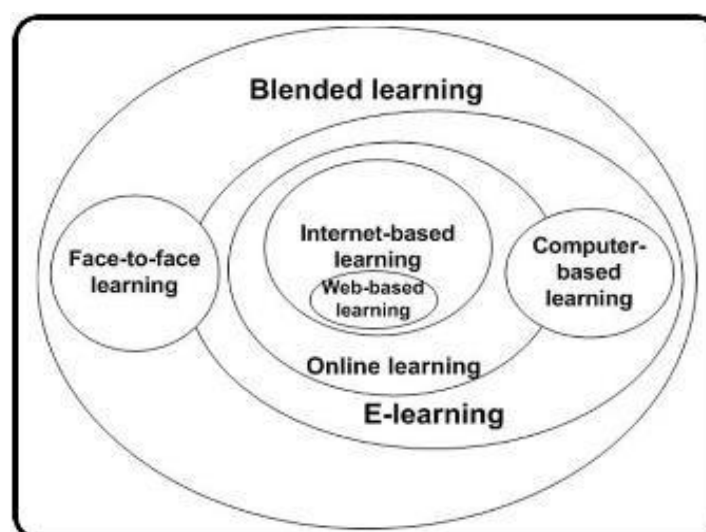 Blended learning
Face-to-face
learning
Internet-based
learning
Web-based
learning
Computer-
based
learning
Online learning
E-learning